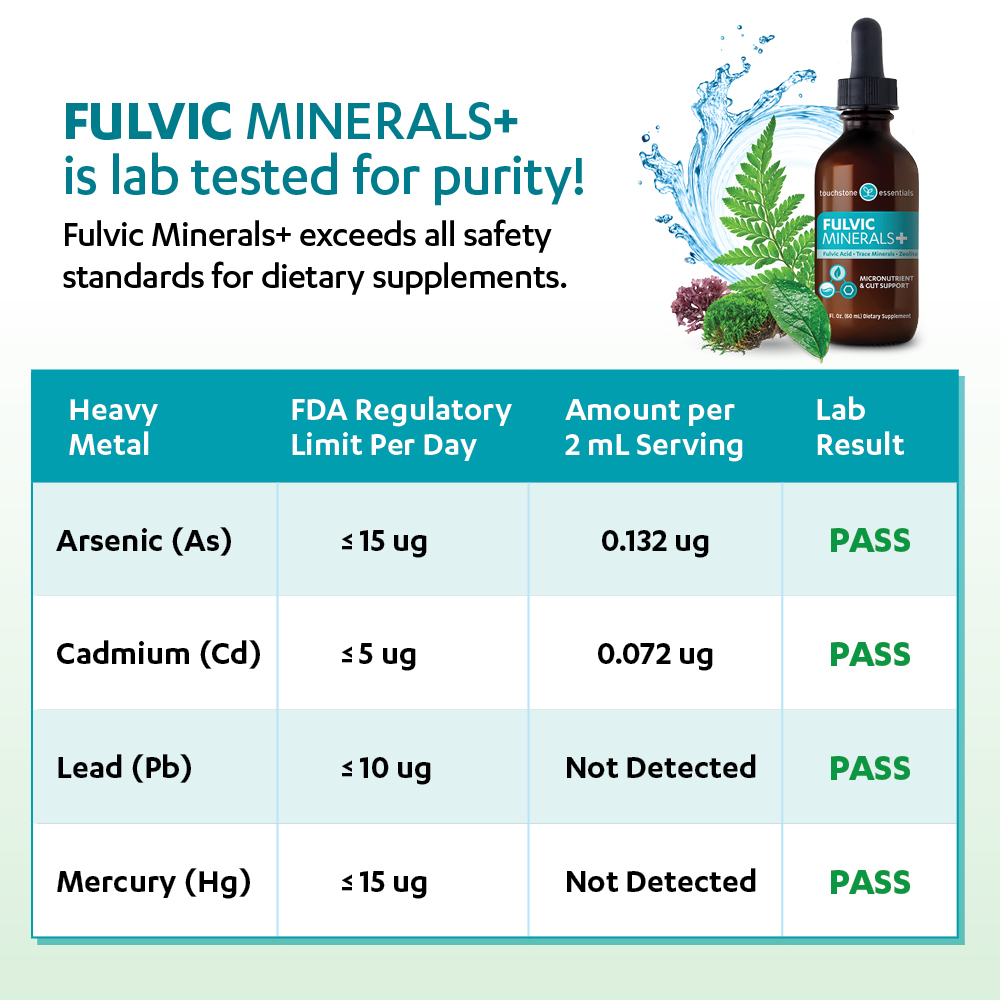 FULVIC MINERALS+
is lab tested for purity!
Fulvic Minerals+ exceeds all safety
standards for dietary supplements.
touchstone essentials
FULVIC
MINERALS+
Fulvic Acid • Trace Minerals • Zeolite
MICRONUTRIENT
& GUT SUPPORT
Fl. Oz. (60 mL) Dietary Supplement
Heavy Metal
FDA Regulatory Limit Per Day
Amount per 2 mL Serving
Lab Result
Arsenic (As) ≤ 15 ug 0.132 ug PASS
Cadmium (Cd) ≤ 5 ug 0.072 ug PASS
Lead (Pb) ≤ 10 ug Not Detected PASS
Mercury (Hg) ≤ 15 ug Not Detected PASS